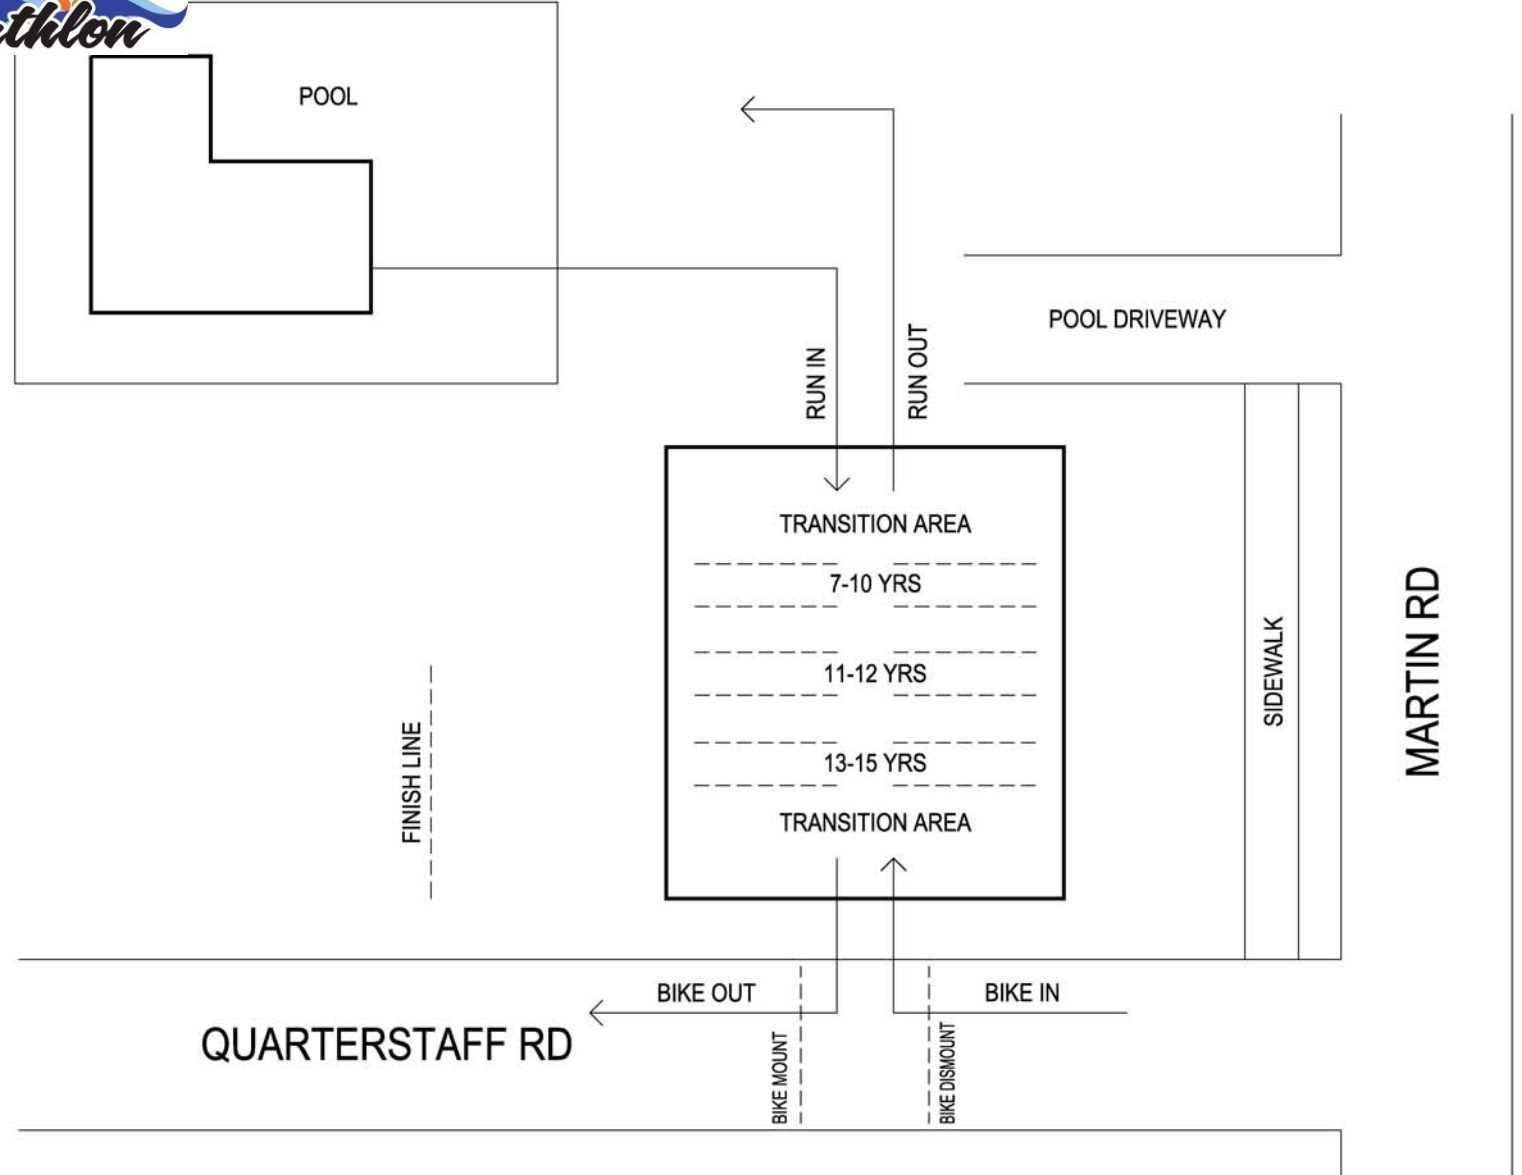 athlon
POOL
POOL DRIVEWAY
RUN IN
RUN OUT
TRANSITION AREA
7-10 YRS
11-12 YRS
13-15 YRS
TRANSITION AREA
FINISH LINE
SIDEWALK
MARTIN RD
BIKE OUT
BIKE IN
QUARTERSTAFF RD
BIKE MOUNT
BIKE DISMOUNT